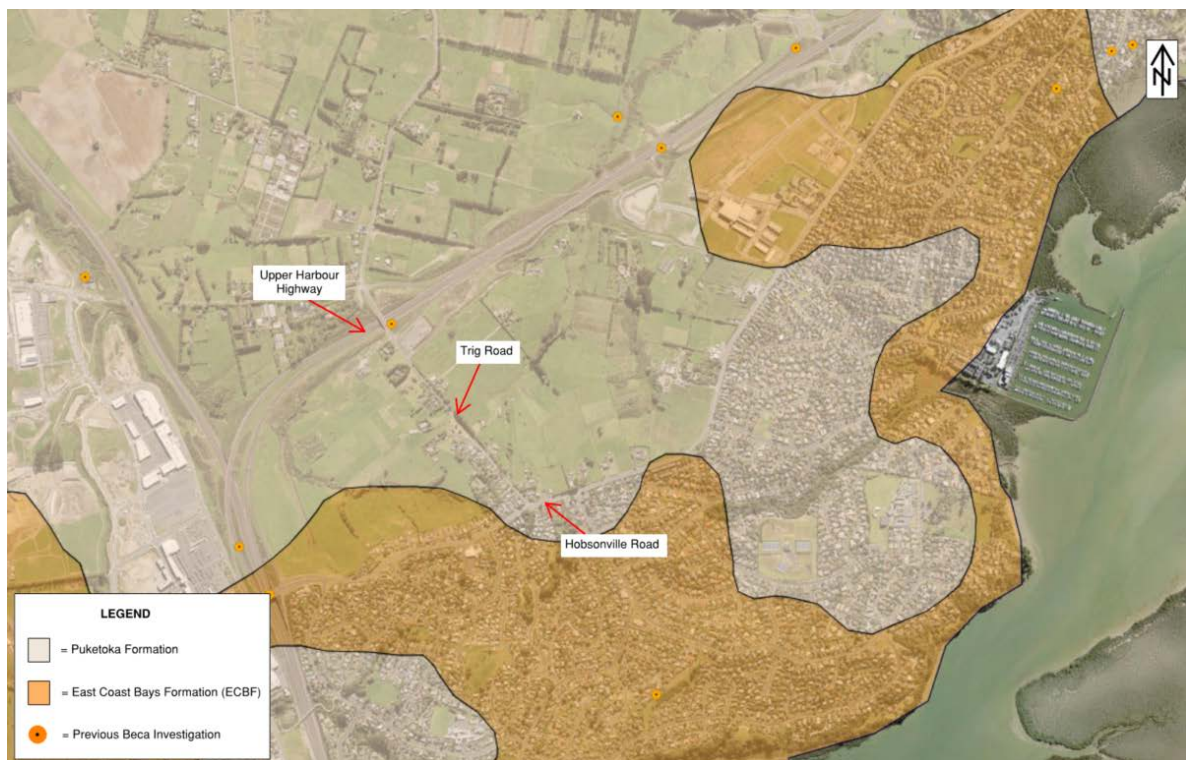 N
Upper Harbour
Highway
Trig Road
Hobsonville Road
LEGEND
= Puketoka Formation
= East Coast Bays Formation (ECBF)
= Previous Beca Investigation